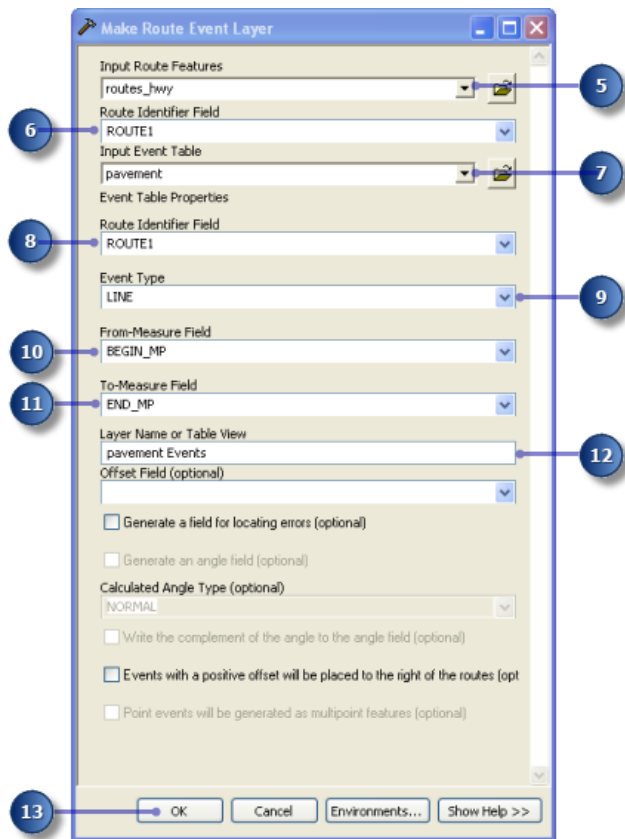 Make Route Event Layer
Input Route Features
routes_hwy
5
6
Route Identifier Field
ROUTE1
Input Event Table
pavement
7
Event Table Properties
8
Route Identifier Field
ROUTE1
Event Type
LINE
9
From-Measure Field
10
BEGIN_MP
To-Measure Field
11
END_MP
Layer Name or Table View
pavement Events
12
Offset Field (optional)
Generate a field for locating errors (optional)
Generate an angle field (optional)
Calculated Angle Type (optional)
NORMAL
Write the complement of the angle to the angle field (optional)
Events with a positive offset will be placed to the right of the routes (opt
Point events will be generated as multipoint features (optional)
13
OK
Cancel
Environments...
Show Help >>